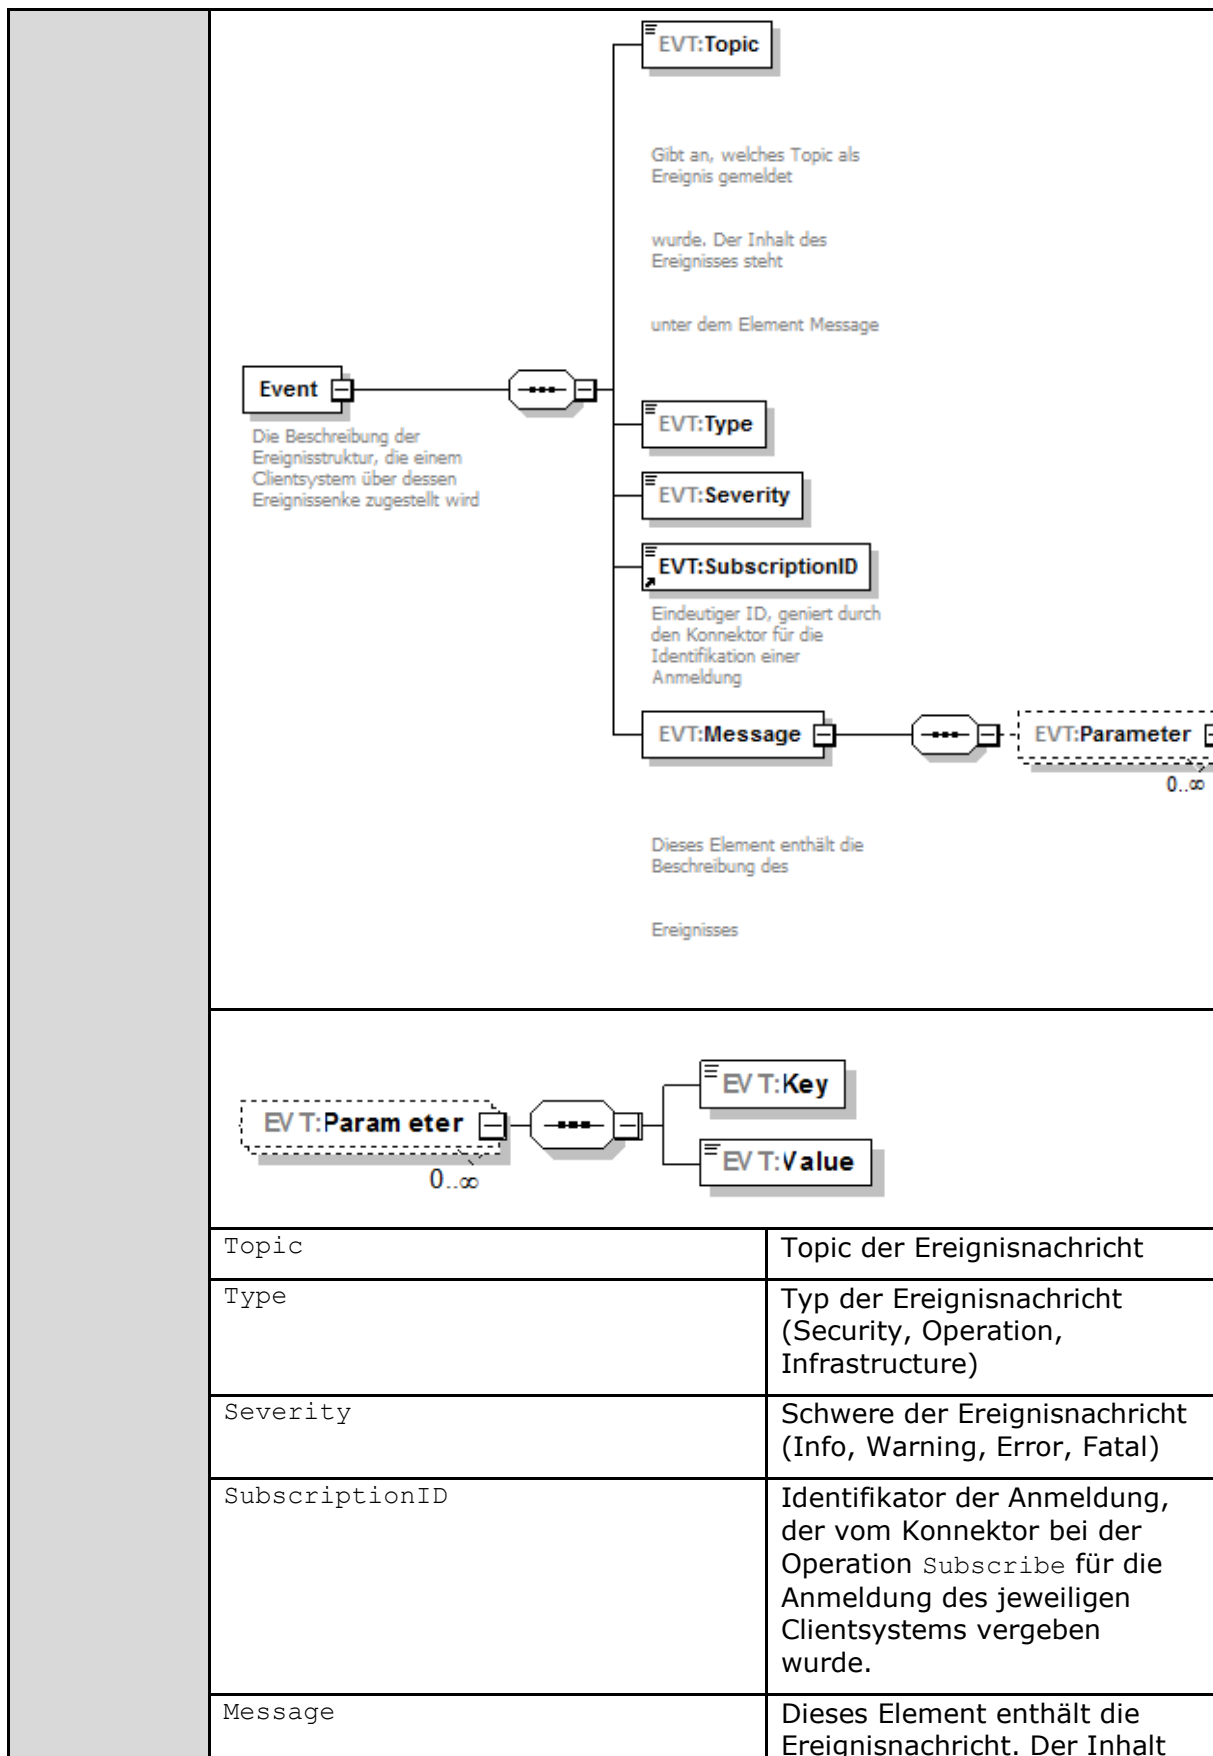 EVT:Topic
Gibt an, welches Topic als
Ereignis gemeldet
wurde. Der Inhalt des
Ereignisses steht
unter dem Element Message
Event
Die Beschreibung der
Ereignisstruktur, die einem
Clientsystem über dessen
Ereignissenke zugestellt wird
EVT:Type
EVT:Severity
EVT:SubscriptionID
Eindeutiger ID, geniert durch
den Konnektor für die
Identifikation einer
Anmeldung
EVT:Message
EVT:Parameter
0..∞
Dieses Element enthält die
Beschreibung des
Ereignisses
EVT:Parameter
0..∞
EVT:Key
EVT:Value
Topic
Topic der Ereignisnachricht
Type
Typ der Ereignisnachricht
(Security, Operation,
Infrastructure)
Severity
Schwere der Ereignisnachricht
(Info, Warning, Error, Fatal)
SubscriptionID
Identifikator der Anmeldung,
der vom Konnektor bei der
Operation Subscribe für die
Anmeldung des jeweiligen
Clientsystems vergeben
wurde.
Message
Dieses Element enthält die
Ereignisnachricht. Der Inhalt